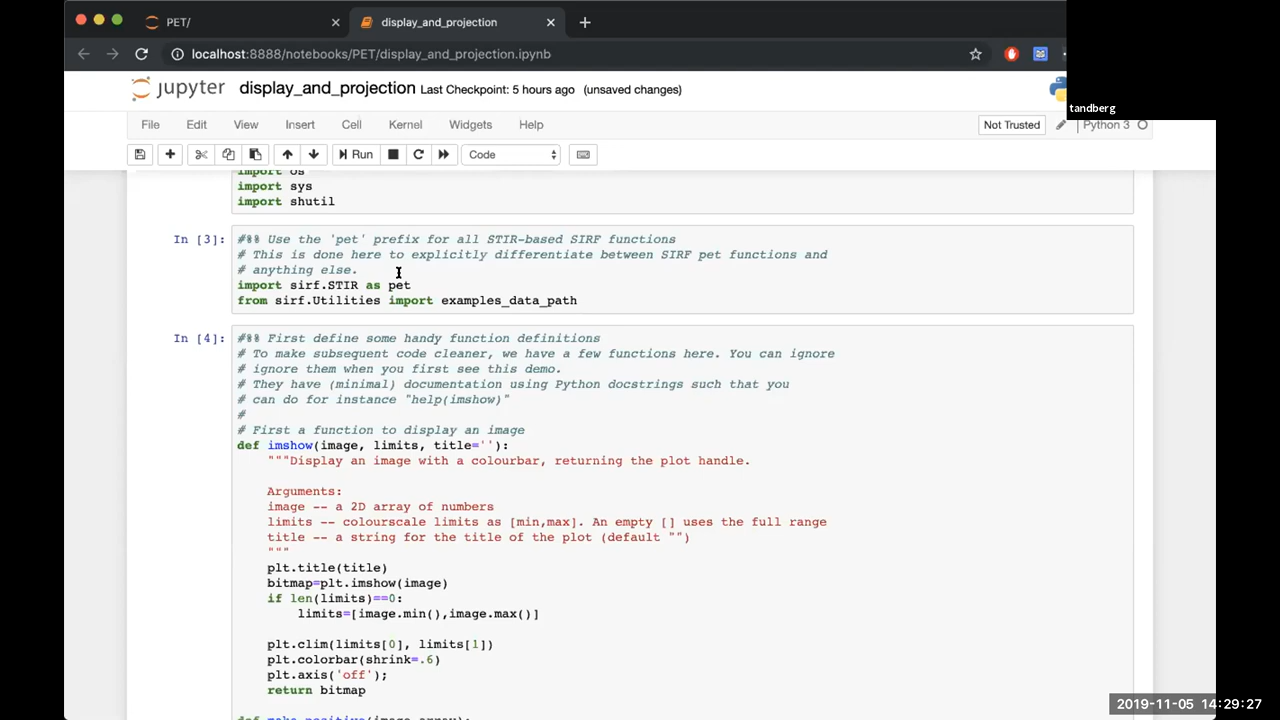 PET/
display_and_projection
localhost:8888/notebooks/PET/display_and_projection.ipynb
tandberg
jupyter display_and_projection Last Checkpoint: 5 hours ago (unsaved changes)
File Edit View Insert Cell Kernel Widgets Help
Not Trusted Python 3
Run Code
import os
import sys
import shutil
In [3]:
#%% Use the 'pet' prefix for all STIR-based SIRF functions
# This is done here to explicitly differentiate between SIRF pet functions and
# anything else.
import sirf.STIR as pet
from sirf.Utilities import examples_data_path
In [4]:
#%% First define some handy function definitions
# To make subsequent code cleaner, we have a few functions here. You can ignore
# ignore them when you first see this demo.
# They have (minimal) documentation using Python docstrings such that you
# can do for instance "help(imshow)"
#
# First a function to display an image
def imshow(image, limits, title=''):
"""Display an image with a colourbar, returning the plot handle.
Arguments:
image -- a 2D array of numbers
limits -- colourscale limits as [min,max]. An empty [] uses the full range
title -- a string for the title of the plot (default "")
"""
plt.title(title)
bitmap=plt.imshow(image)
if len(limits)==0:
limits=[image.min(),image.max()]
plt.clim(limits[0], limits[1])
plt.colorbar(shrink=.6)
plt.axis('off');
return bitmap
def make_positive(image_array):
2019-11-05 14:29:27